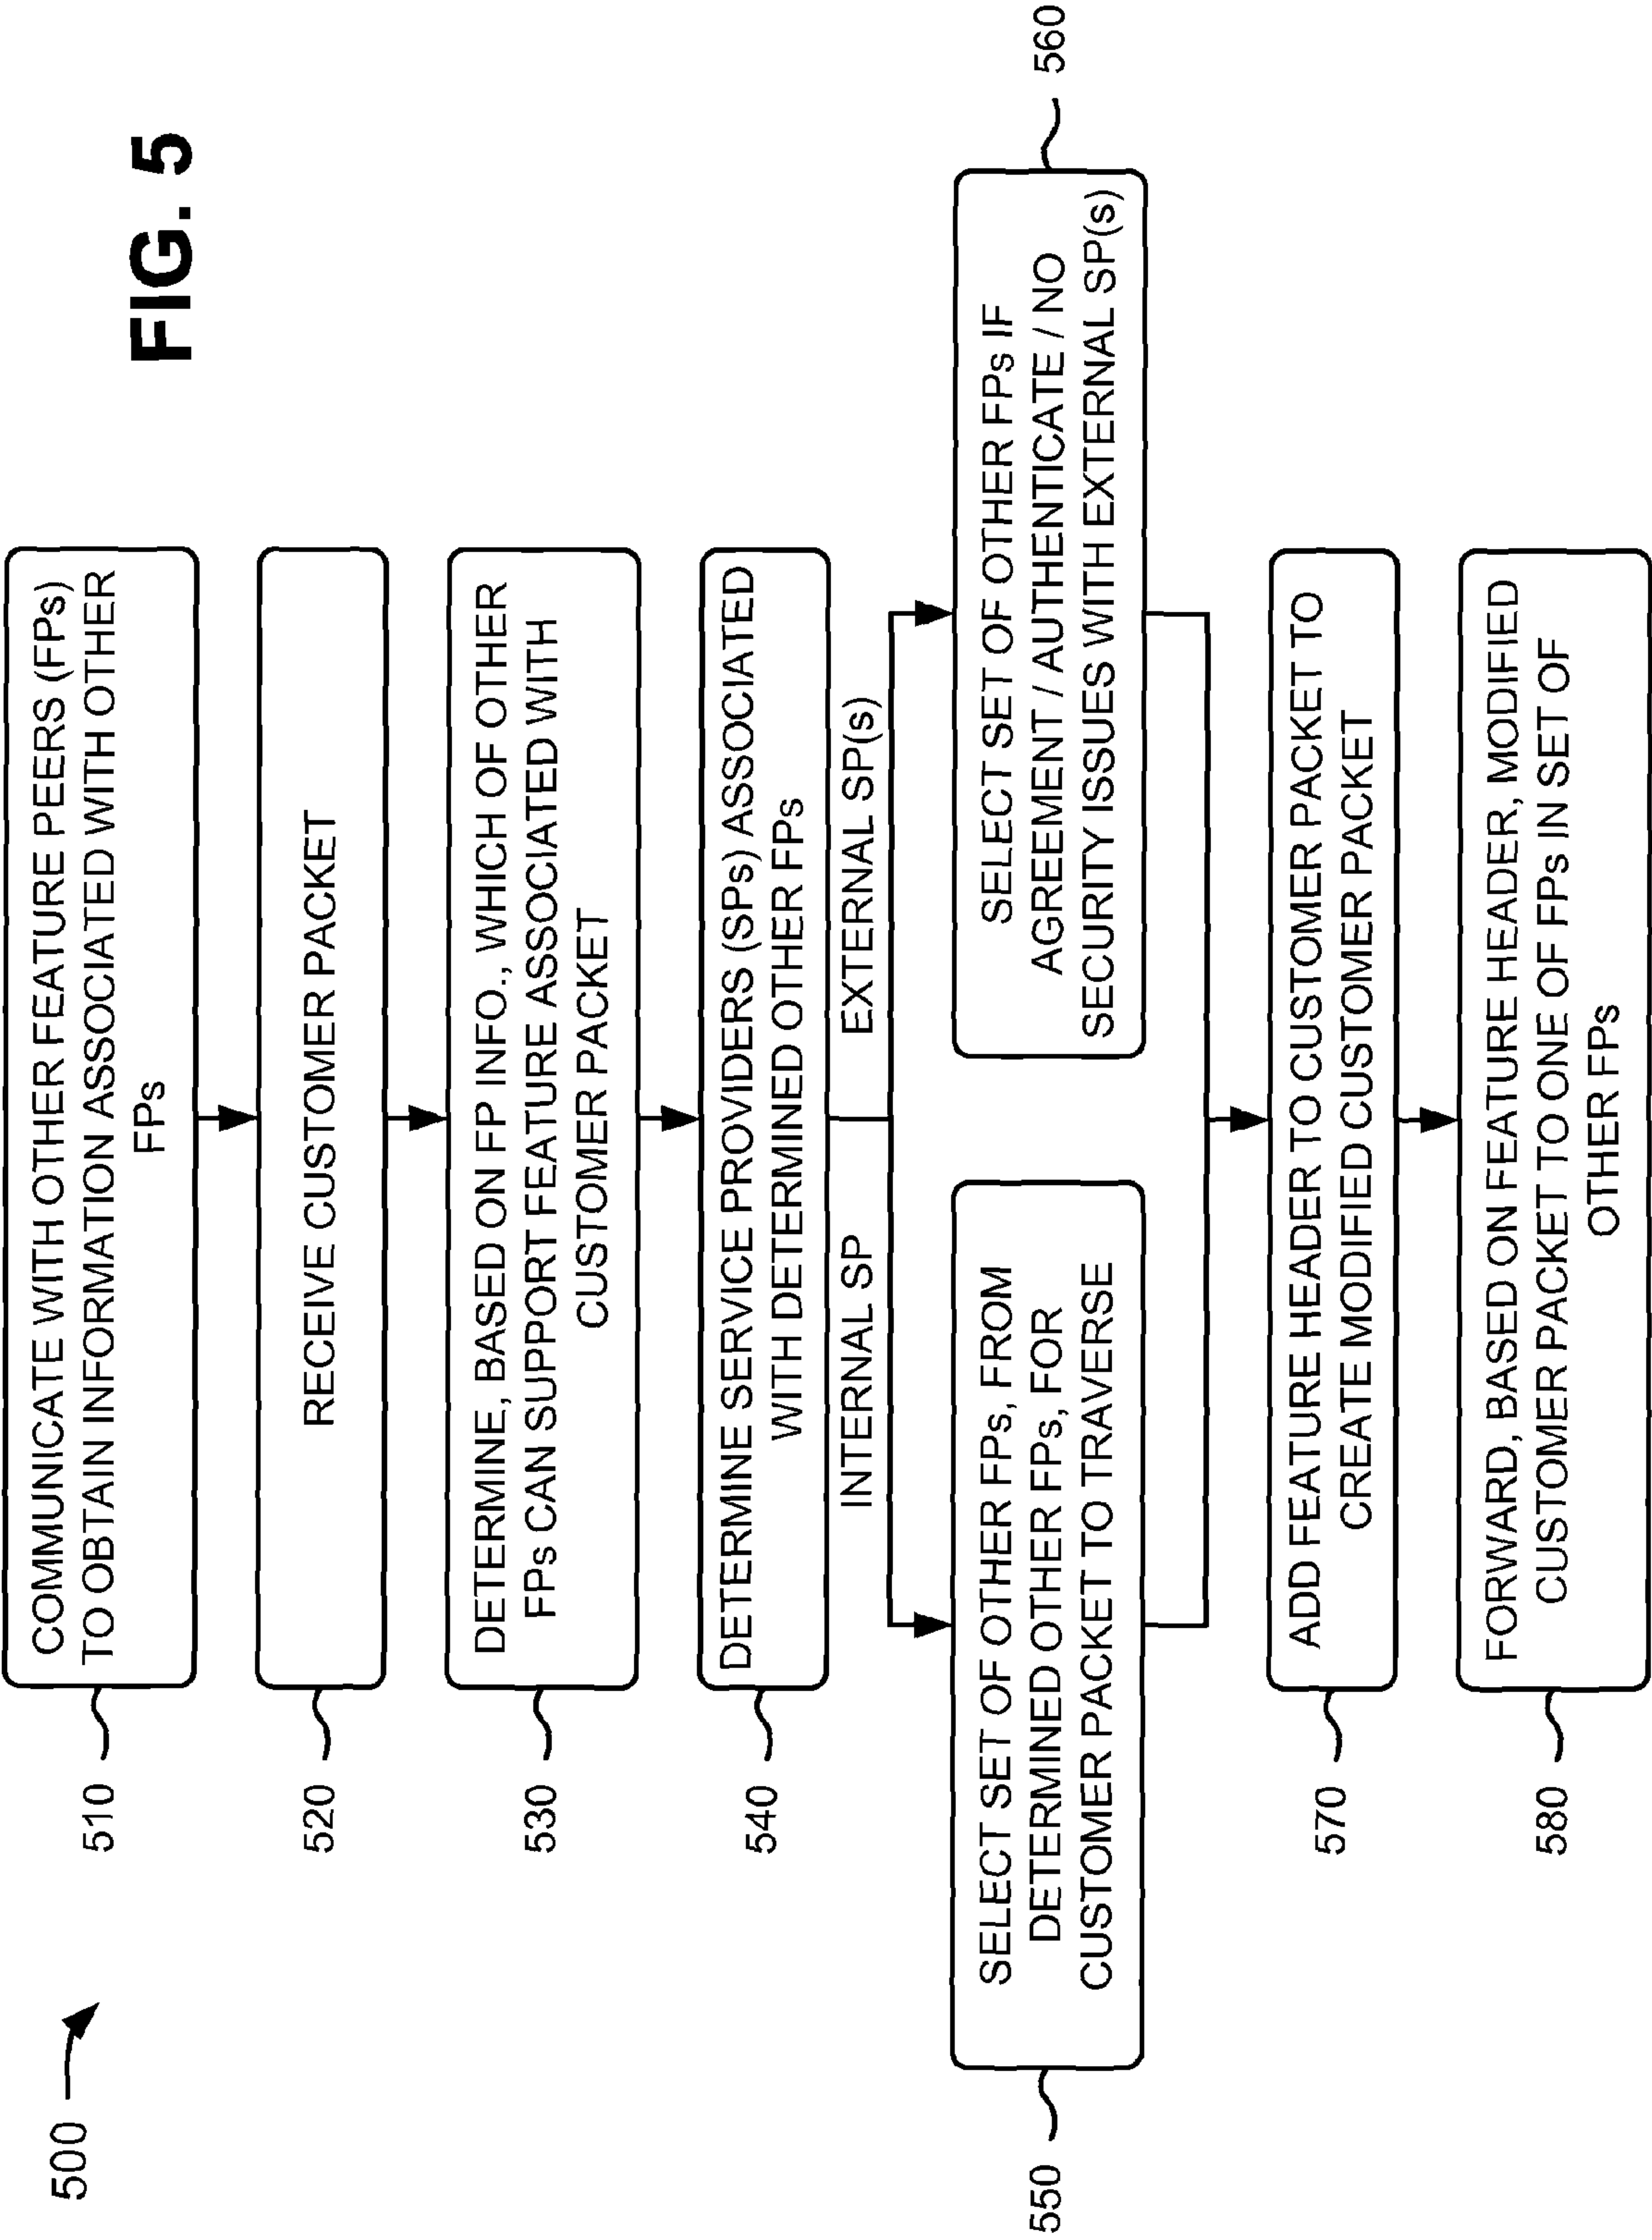 FIG. 5
500
510
COMMUNICATE WITH OTHER FEATURE PEERS (FPs)
TO OBTAIN INFORMATION ASSOCIATED WITH OTHER
FPs
520
RECEIVE CUSTOMER PACKET
530
DETERMINE, BASED ON FP INFO., WHICH OF OTHER
FPs CAN SUPPORT FEATURE ASSOCIATED WITH
CUSTOMER PACKET
540
DETERMINE SERVICE PROVIDERS (SPs) ASSOCIATED
WITH DETERMINED OTHER FPs
INTERNAL SP
EXTERNAL SP(s)
550
SELECT SET OF OTHER FPs, FROM
DETERMINED OTHER FPs, FOR
CUSTOMER PACKET TO TRAVERSE
560
SELECT SET OF OTHER FPs IF
AGREEMENT / AUTHENTICATE / NO
SECURITY ISSUES WITH EXTERNAL SP(s)
570
ADD FEATURE HEADER TO CUSTOMER PACKET TO
CREATE MODIFIED CUSTOMER PACKET
580
FORWARD, BASED ON FEATURE HEADER, MODIFIED
CUSTOMER PACKET TO ONE OF FPs IN SET OF
OTHER FPs